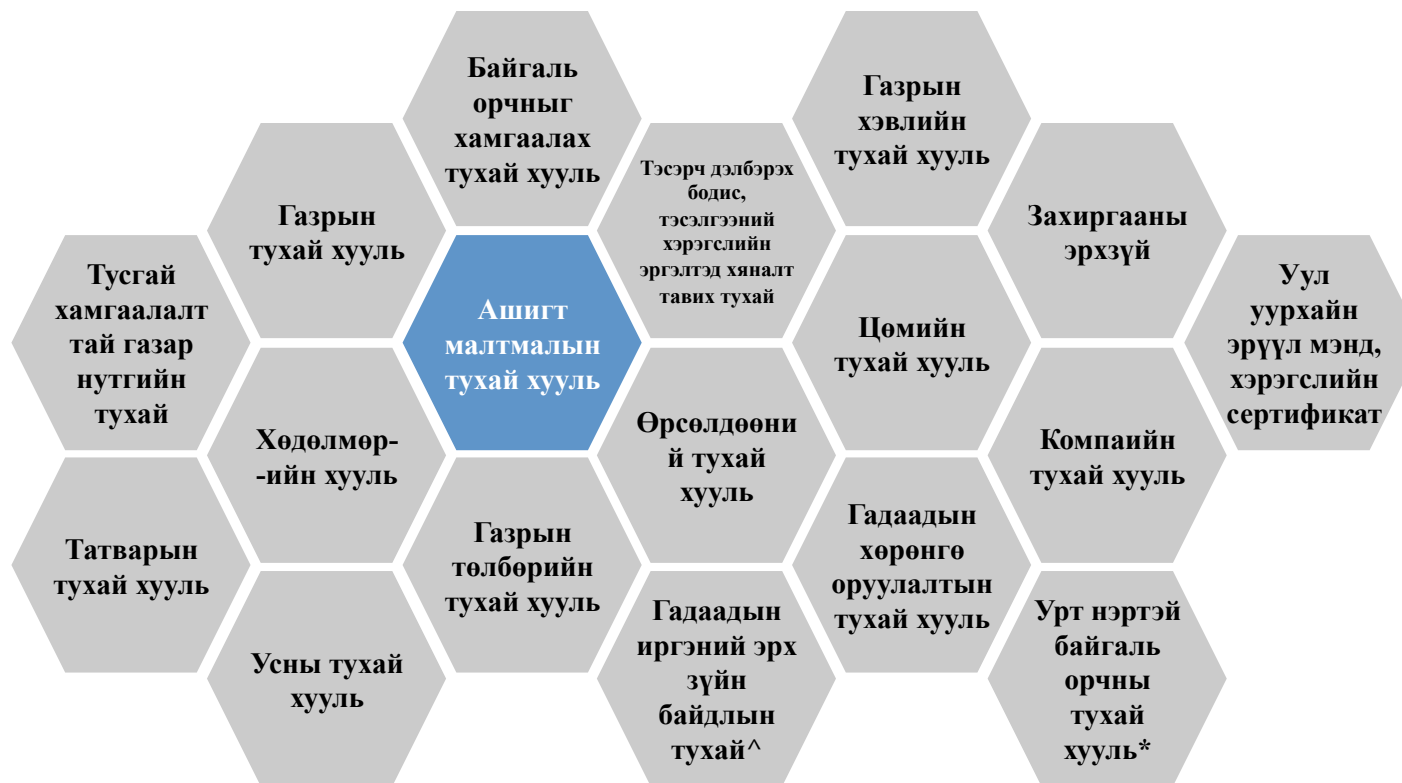 Байгаль
орчныг
хамгаалах
тухай хууль
Газрын
хэвлийн
тухай хууль
Газрын
тухай хууль
Тэсэрч дэлбэрэх
бодис,
тэсэлгээний
хэрэгслийн
эргэлтэд хяналт
тавих тухай
Захиргааны
эрхзүй
Тусгай
хамгаалалт
тай газар
нутгийн
тухай
Ашигт
малтмалын
тухай хууль
Цөмийн
тухай хууль
Уул
уурхайн
эрүүл мэнд,
хэрэгслийн
сертификат
Хөдөлмөр-
-ийн хууль
Өрсөлдөөни
й тухай
хууль
Компаийн
тухай хууль
Татварын
тухай хууль
Газрын
төлбөрийн
тухай хууль
Гадаадын
хөрөнгө
оруулалтын
тухай хууль
Усны тухай
хууль
Гадаадын
иргэний эрх
зүйн
байдлын
тухай^
Урт нэртэй
байгаль
орчны
тухай
хууль*